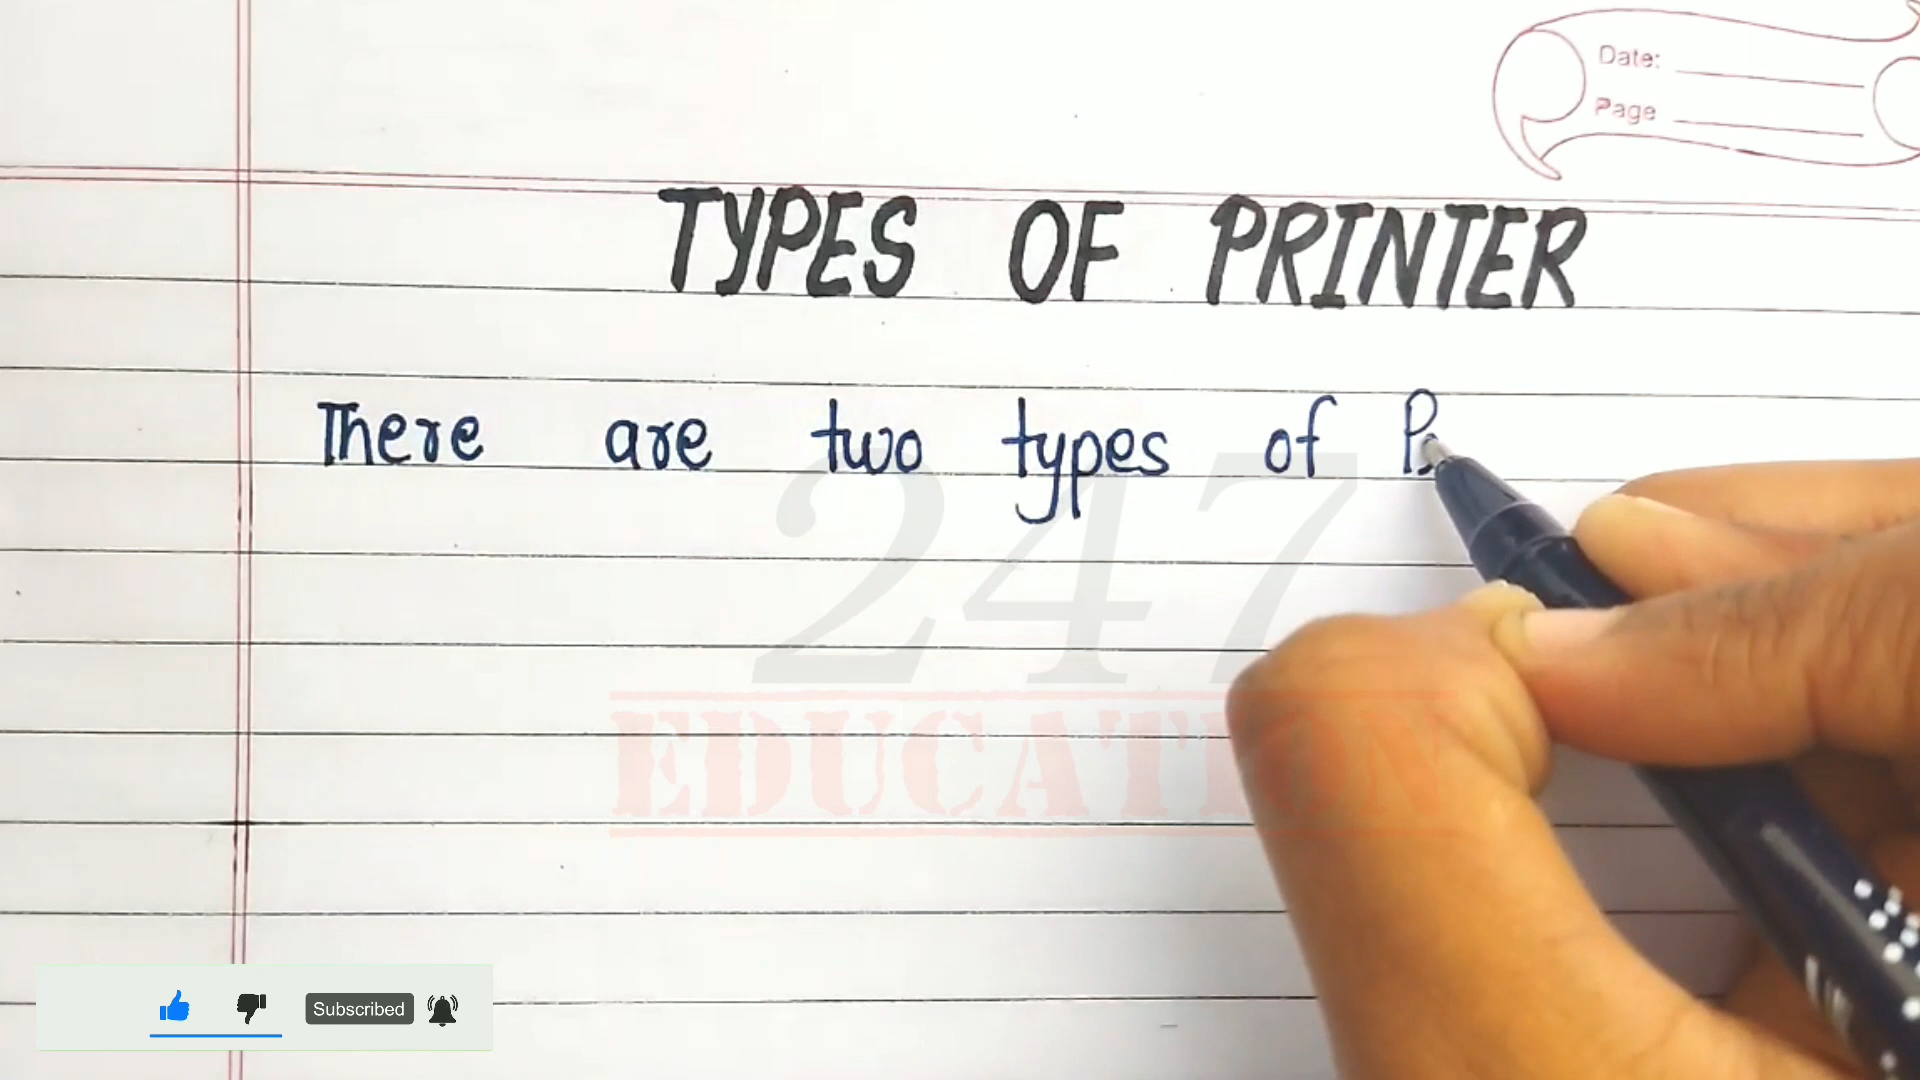 Date:
Page
TYPES OF PRINTER
There are two types of
247
EDUCATION
Subscribed